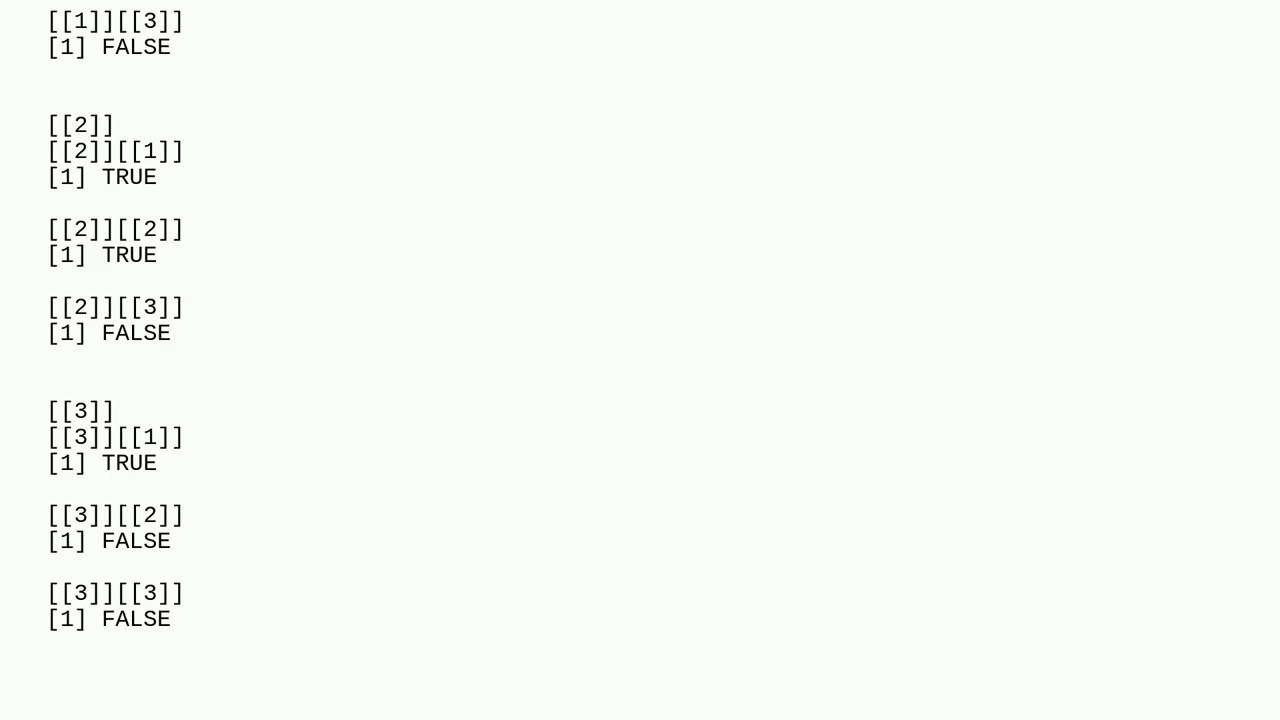 [[1]][[3]]
[1] FALSE
[[2]]
[[2]][[1]]
[1] TRUE
[[2]][[2]]
[1] TRUE
[[2]][[3]]
[1] FALSE
[[3]]
[[3]][[1]]
[1] TRUE
[[3]][[2]]
[1] FALSE
[[3]][[3]]
[1] FALSE